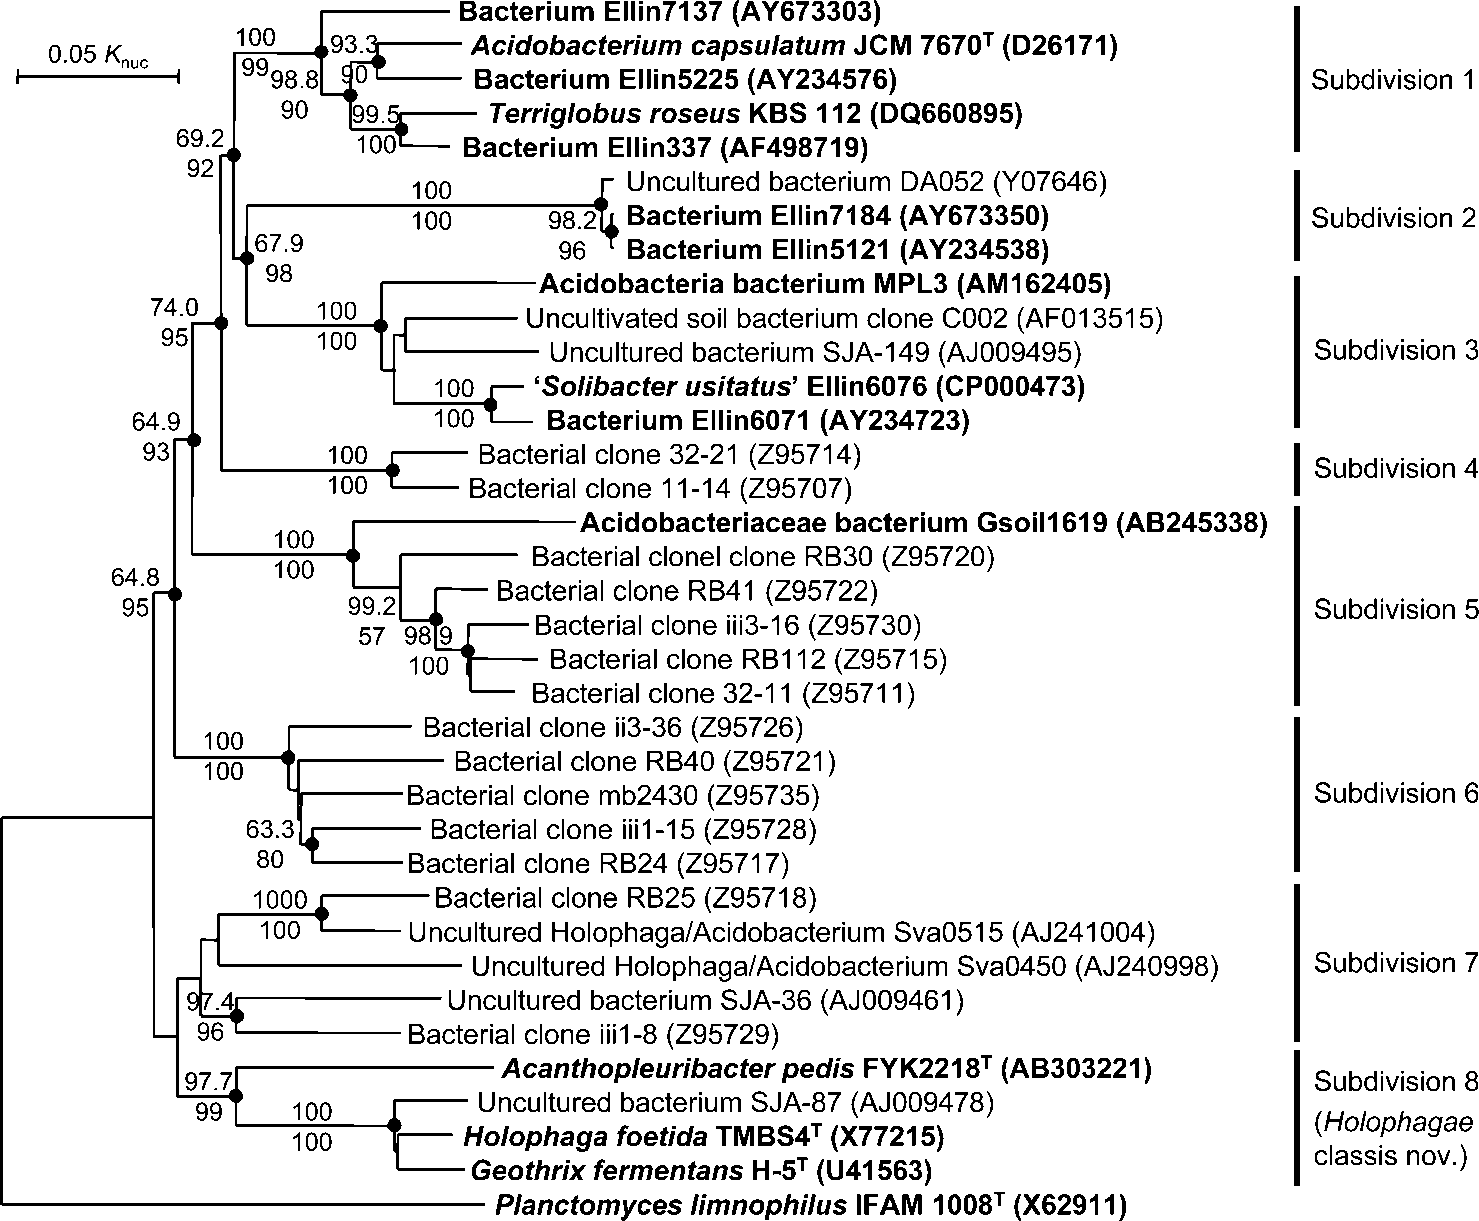 Bacterium Ellin7137 (AY673303)
0.05 Knuc
100
99
93.3
90
Acidobacterium capsulatum JCM 7670T (D26171)
98.8
90
Bacterium Ellin5225 (AY234576)
Subdivision 1
99.5
100
Terriglobus roseus KBS 112 (DQ660895)
Bacterium Ellin337 (AF498719)
69.2
92
Uncultured bacterium DA052 (Y07646)
100
100
98.2
96
Bacterium Ellin7184 (AY673350)
Subdivision 2
Bacterium Ellin5121 (AY234538)
67.9
98
Acidobacteria bacterium MPL3 (AM162405)
74.0
95
100
100
Uncultivated soil bacterium clone C002 (AF013515)
Uncultured bacterium SJA-149 (AJ009495)
Subdivision 3
100
100
‘Solibacter usitatus’ Ellin6076 (CP000473)
Bacterium Ellin6071 (AY234723)
64.9
93
Bacterial clone 32-21 (Z95714)
100
100
Subdivision 4
Bacterial clone 11-14 (Z95707)
Acidobacteriaceae bacterium Gsoil1619 (AB245338)
100
100
Bacterial clonel clone RB30 (Z95720)
64.8
95
Bacterial clone RB41 (Z95722)
99.2
57
Subdivision 5
Bacterial clone iii3-16 (Z95730)
98.9
100
Bacterial clone RB112 (Z95715)
Bacterial clone 32-11 (Z95711)
Bacterial clone ii3-36 (Z95726)
100
100
Bacterial clone RB40 (Z95721)
Bacterial clone mb2430 (Z95735)
Subdivision 6
63.3
80
Bacterial clone iii1-15 (Z95728)
Bacterial clone RB24 (Z95717)
Bacterial clone RB25 (Z95718)
1000
100
Uncultured Holophaga/Acidobacterium Sva0515 (AJ241004)
Uncultured Holophaga/Acidobacterium Sva0450 (AJ240998)
Subdivision 7
97.4
96
Uncultured bacterium SJA-36 (AJ009461)
Bacterial clone iii1-8 (Z95729)
Acanthopleuribacter pedis FYK2218T (AB303221)
97.7
99
Subdivision 8
(Holophagae
classis nov.)
Uncultured bacterium SJA-87 (AJ009478)
100
100
Holophaga foetida TMBS4T (X77215)
Geothrix fermentans H-5T (U41563)
Planctomyces limnophilus IFAM 1008T (X62911)